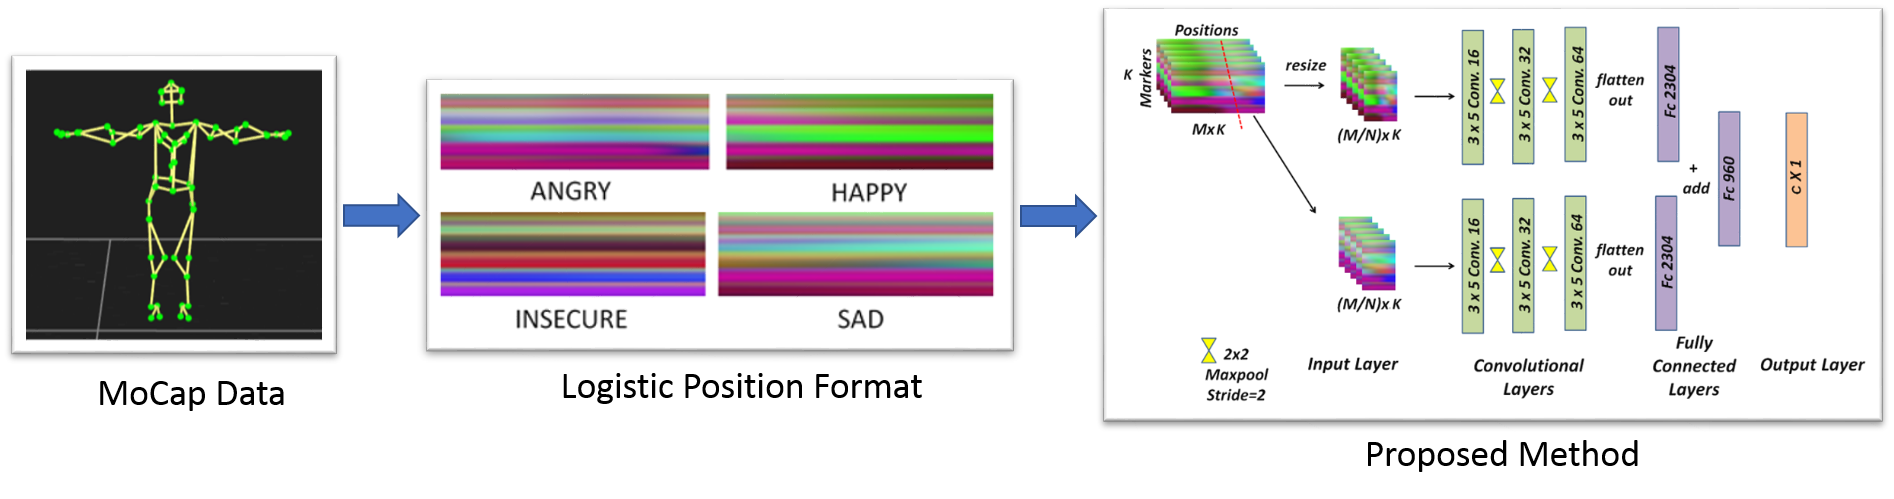 MoCap Data
ANGRY
HAPPY
INSECURE
SAD
Logistic Position Format
Positions
K
Markers
MxK
resize
(M/N)x K
(M/N)x K
3 x 5 Conv. 16
3 x 5 Conv. 32
3 x 5 Conv. 64
flatten
out
Fc 2304
3 x 5 Conv. 16
3 x 5 Conv. 32
3 x 5 Conv. 64
flatten
out
Fc 2304
+
add
Fc 960
c X 1
2x2
Maxpool
Stride=2
Input Layer
Convolutional
Layers
Fully
Connected
Layers
Output Layer
Proposed Method